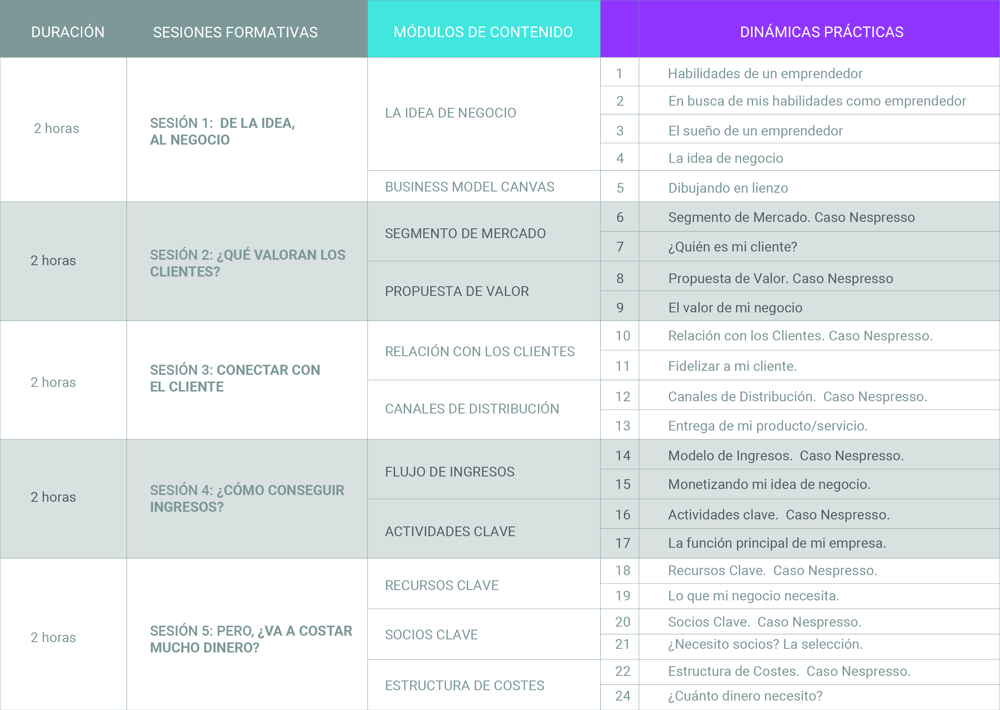 DURACIÓN
SESIONES FORMATIVAS
MÓDULOS DE CONTENIDO
DINÁMICAS PRÁCTICAS
2 horas
SESIÓN 1:  DE LA IDEA,
AL NEGOCIO
LA IDEA DE NEGOCIO
1 Habilidades de un emprendedor
2 En busca de mis habilidades como emprendedor
3 El sueño de un emprendedor
4 La idea de negocio
BUSINESS MODEL CANVAS
5 Dibujando en lienzo
2 horas
SESIÓN 2: ¿QUÉ VALORAN LOS
CLIENTES?
SEGMENTO DE MERCADO
6 Segmento de Mercado. Caso Nespresso
7 ¿Quién es mi cliente?
PROPUESTA DE VALOR
8 Propuesta de Valor. Caso Nespresso
9 El valor de mi negocio
2 horas
SESIÓN 3: CONECTAR CON
EL CLIENTE
RELACIÓN CON LOS CLIENTES
10 Relación con los Clientes. Caso Nespresso.
11 Fidelizar a mi cliente.
CANALES DE DISTRIBUCIÓN
12 Canales de Distribución.  Caso Nespresso.
13 Entrega de mi producto/servicio.
2 horas
SESIÓN 4: ¿CÓMO CONSEGUIR
INGRESOS?
FLUJO DE INGRESOS
14 Modelo de Ingresos.  Caso Nespresso.
15 Monetizando mi idea de negocio.
ACTIVIDADES CLAVE
16 Actividades clave.  Caso Nespresso.
17 La función principal de mi empresa.
2 horas
SESIÓN 5: PERO, ¿VA A COSTAR
MUCHO DINERO?
RECURSOS CLAVE
18 Recursos Clave.  Caso Nespresso.
19 Lo que mi negocio necesita.
SOCIOS CLAVE
20 Socios Clave.  Caso Nespresso.
21 ¿Necesito socios? La selección.
ESTRUCTURA DE COSTES
22 Estructura de Costes.  Caso Nespresso.
24 ¿Cuánto dinero necesito?